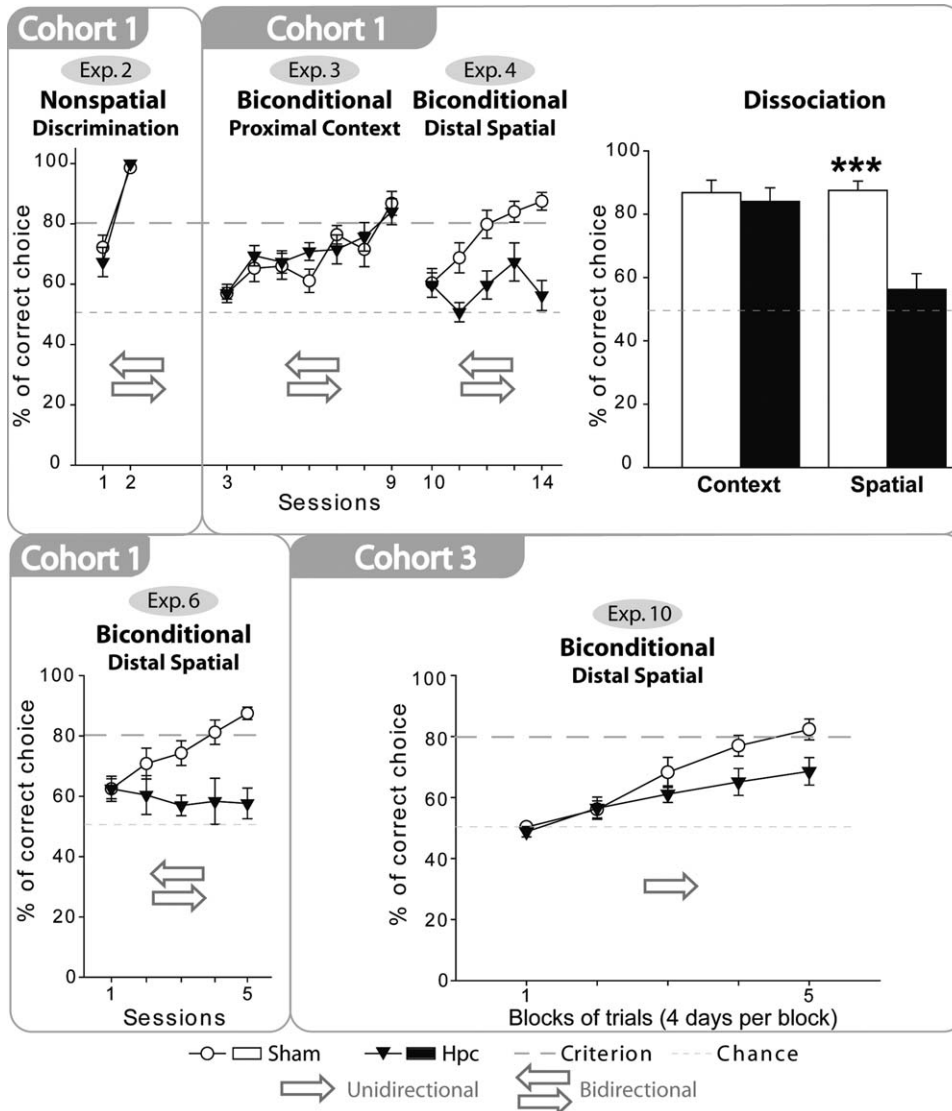 Cohort 1
Exp. 2
Nonspatial
Discrimination
% of correct choice
100
80
60
40
20
0
1 2
Cohort 1
Exp. 3
Biconditional
Proximal Context
Exp. 4
Biconditional
Distal Spatial
3 9 10 14
Sessions
Dissociation
***
% of correct choice
100
80
60
40
20
0
Context Spatial
Cohort 1
Exp. 6
Biconditional
Distal Spatial
% of correct choice
100
80
60
40
20
0
1 5
Sessions
Cohort 3
Exp. 10
Biconditional
Distal Spatial
% of correct choice
100
80
60
40
20
0
1 5
Blocks of trials (4 days per block)
Sham Hpc Criterion Chance
Unidirectional Bidirectional